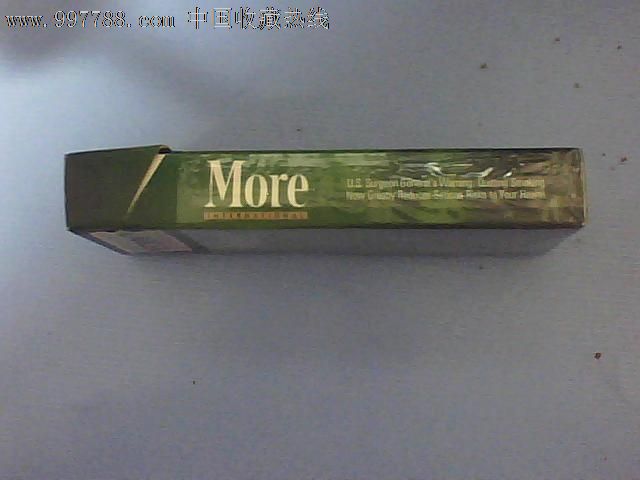 www.997788.com 中国收藏热线
More
INTERNATIONAL
U.S. Surgeon General's Warning: Quitting Smoking
Now Greatly Reduces Serious Risks to Your Health.